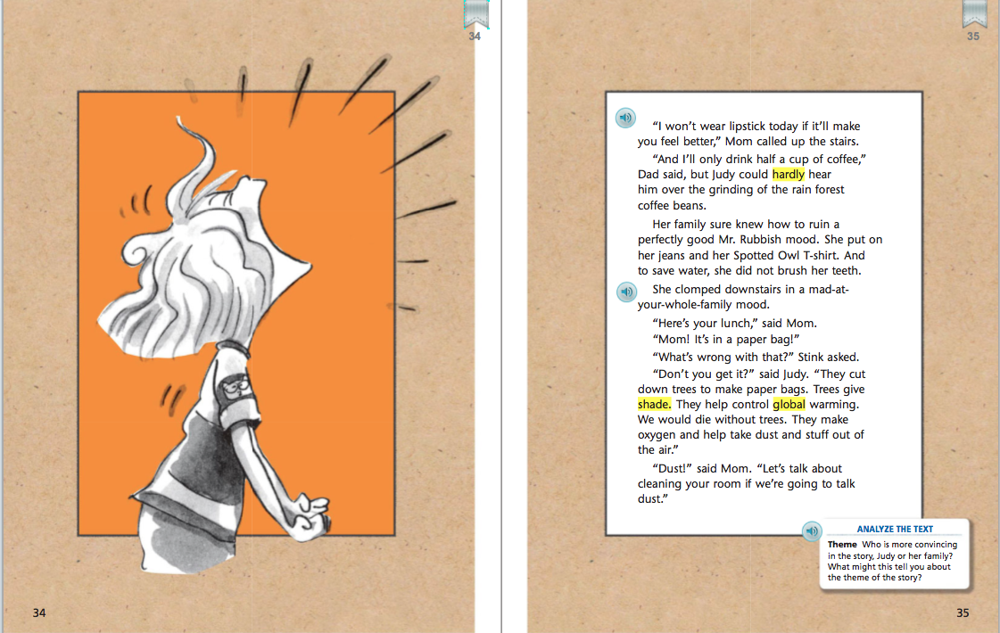 34
35
“I won’t wear lipstick today if it’ll make
you feel better,” Mom called up the stairs.
“And I’ll only drink half a cup of coffee,”
Dad said, but Judy could hardly hear
him over the grinding of the rain forest
coffee beans.
Her family sure knew how to ruin a
perfectly good Mr. Rubbish mood. She put on
her jeans and her Spotted Owl T-shirt. And
to save water, she did not brush her teeth.
She clomped downstairs in a mad-at-
your-whole-family mood.
“Here’s your lunch,” said Mom.
“Mom! It’s in a paper bag!”
“What’s wrong with that?” Stink asked.
“Don’t you get it?” said Judy. “They cut
down trees to make paper bags. Trees give
shade. They help control global warming.
We would die without trees. They make
oxygen and help take dust and stuff out of
the air.”
“Dust!” said Mom. “Let’s talk about
cleaning your room if we’re going to talk
dust.”
ANALYZE THE TEXT
Theme Who is more convincing
in the story, Judy or her family?
What might this tell you about
the theme of the story?
34
35